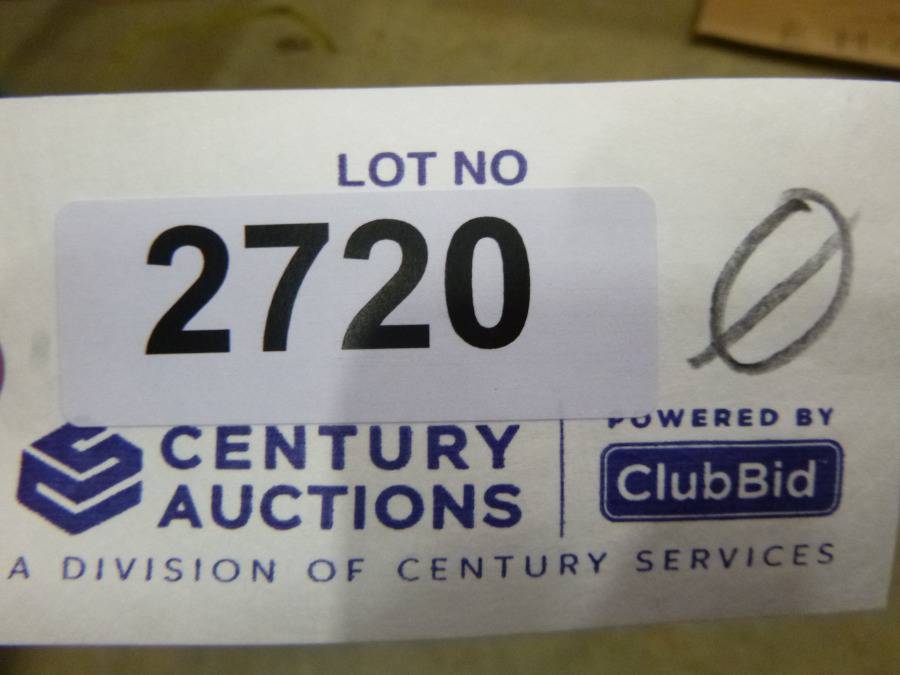 LOT NO
2720 Ø
CENTURY
AUCTIONS
POWERED BY
ClubBid
A DIVISION OF CENTURY SERVICES